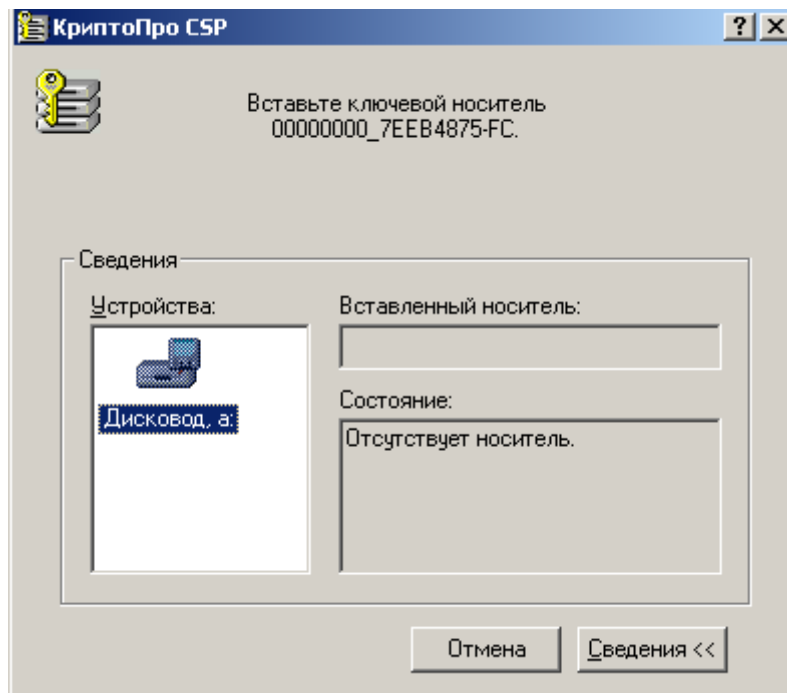 КриптоПро CSP
Вставьте ключевой носитель
00000000_7EEB4875-FC.
Сведения
Устройства:
Вставленный носитель:
Дисковод, a:
Состояние:
Отсутствует носитель.
Отмена
Сведения <<